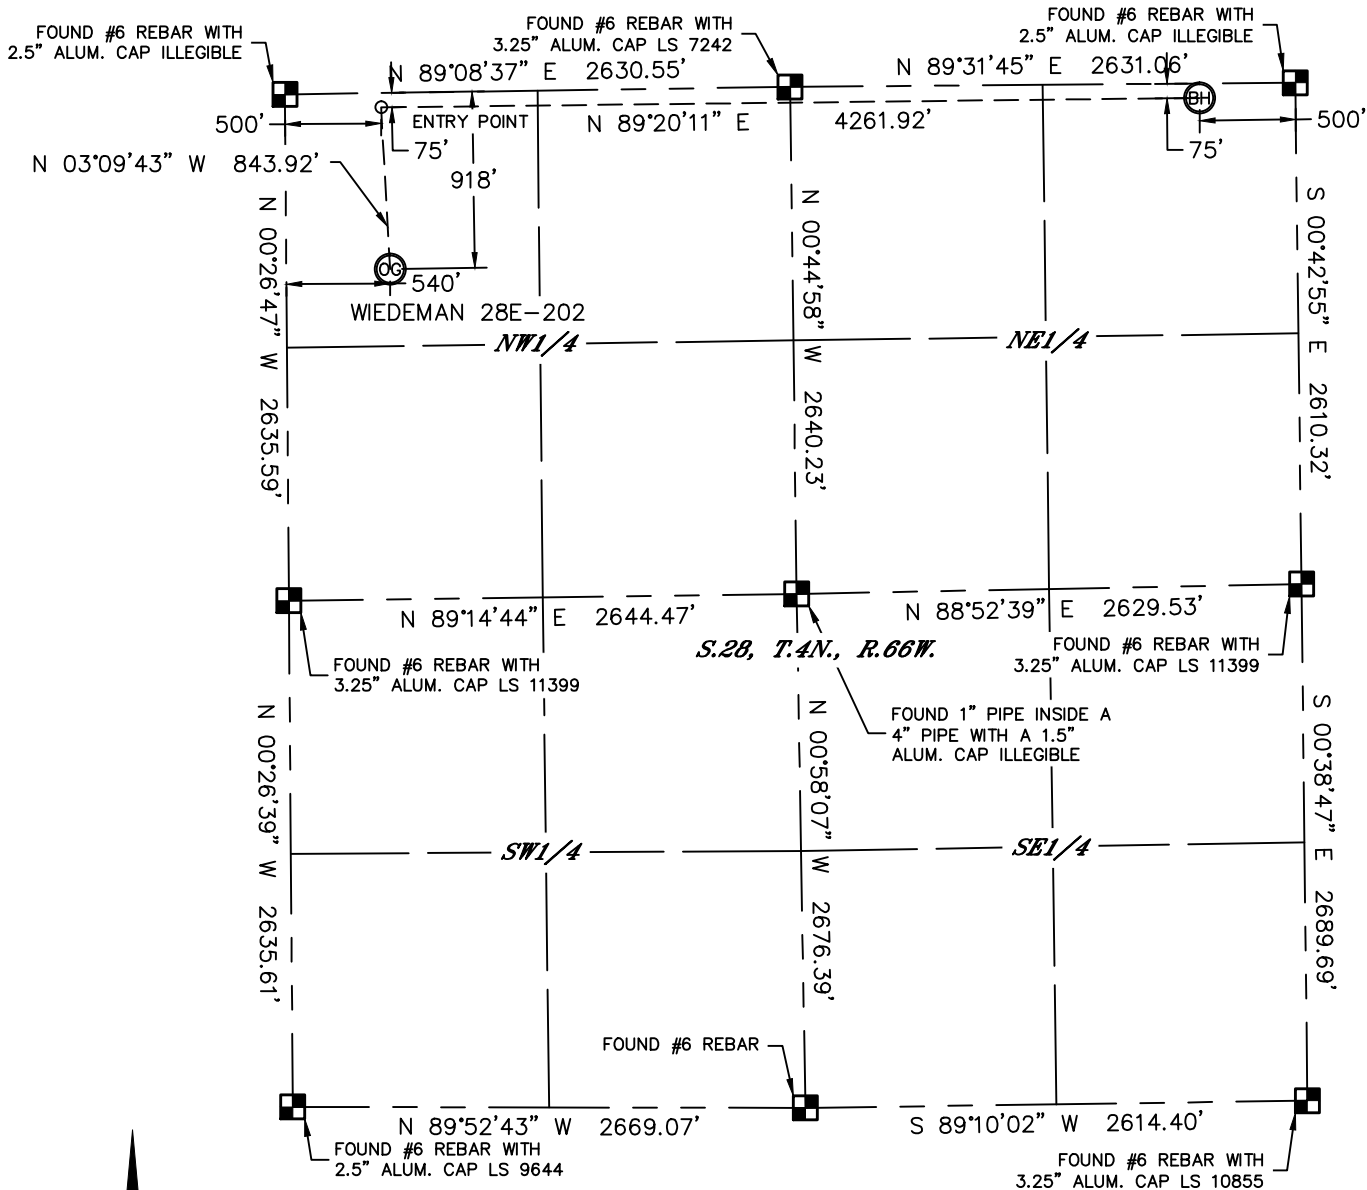 FOUND #6 REBAR WITH
2.5" ALUM. CAP ILLEGIBLE
FOUND #6 REBAR WITH
3.25" ALUM. CAP LS 7242
FOUND #6 REBAR WITH
2.5" ALUM. CAP ILLEGIBLE
N 89°08'37" E 2630.55'
N 89°31'45" E 2631.06'
BH
500'
ENTRY POINT
N 89°20'11" E 4261.92'
500'
75'
75'
N 03°09'43" W 843.92'
918'
OG
540'
WIEDEMAN 28E-202
N 00°26'47" W 2635.59'
N 00°44'58" W 2640.23'
S 00°42'55" E 2610.32'
NW1/4
NE1/4
N 89°14'44" E 2644.47'
N 88°52'39" E 2629.53'
S.28, T.4N., R.66W.
FOUND #6 REBAR WITH
3.25" ALUM. CAP LS 11399
FOUND #6 REBAR WITH
3.25" ALUM. CAP LS 11399
FOUND 1" PIPE INSIDE A
4" PIPE WITH A 1.5"
ALUM. CAP ILLEGIBLE
N 00°26'39" W 2635.61'
N 00°58'07" W 2676.39'
S 00°38'47" E 2689.69'
SW1/4
SE1/4
FOUND #6 REBAR
N 89°52'43" W 2669.07'
S 89°10'02" W 2614.40'
FOUND #6 REBAR WITH
2.5" ALUM. CAP LS 9644
FOUND #6 REBAR WITH
3.25" ALUM. CAP LS 10855